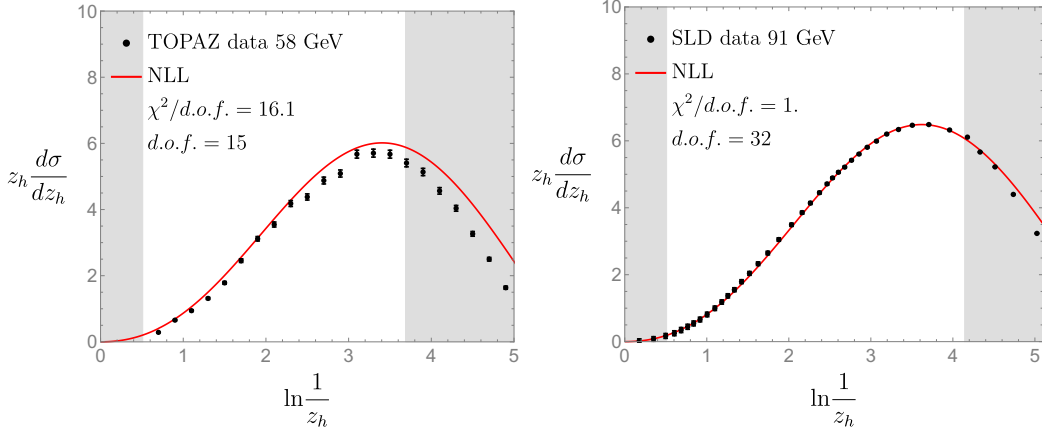 TOPAZ data 58 GeV
NLL
χ²/d.o.f. = 16.1
d.o.f. = 15
z_h dσ/dz_h
10
8
6
4
2
0
0 1 2 3 4 5
ln 1/z_h
SLD data 91 GeV
NLL
χ²/d.o.f. = 1.
d.o.f. = 32
z_h dσ/dz_h
10
8
6
4
2
0
0 1 2 3 4 5
ln 1/z_h